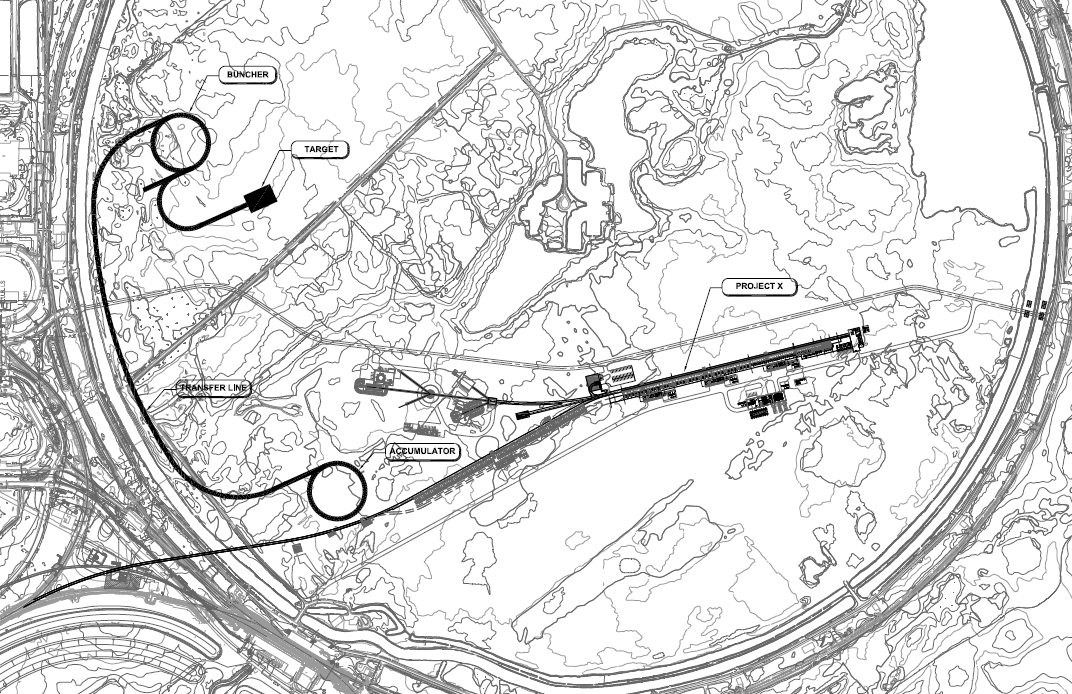 BUNCHER
TARGET
PROJECT X
TRANSFER LINE
ACCUMULATOR